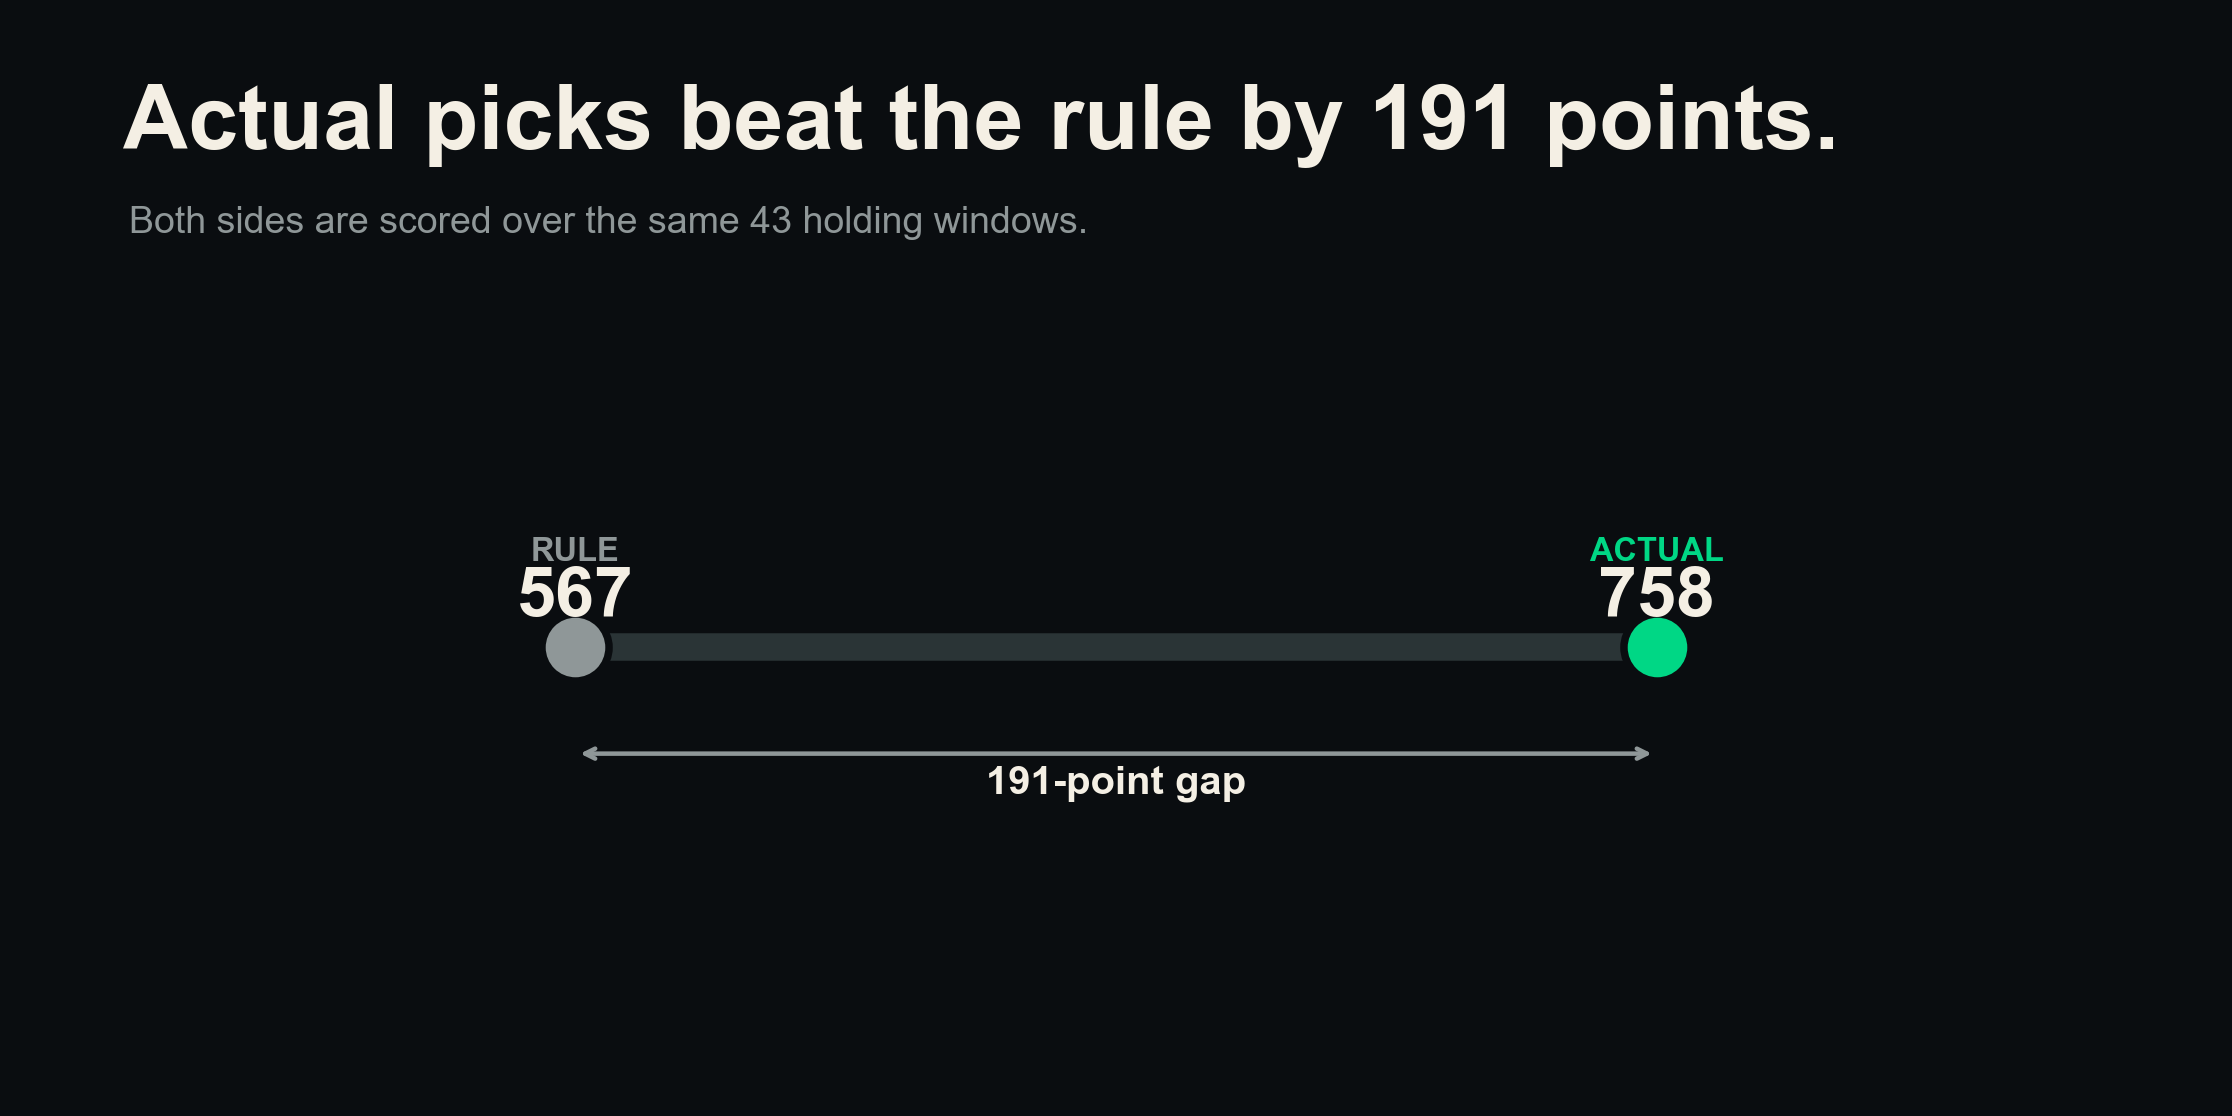 Actual picks beat the rule by 191 points.
Both sides are scored over the same 43 holding windows.
RULE
567
ACTUAL
758
191-point gap